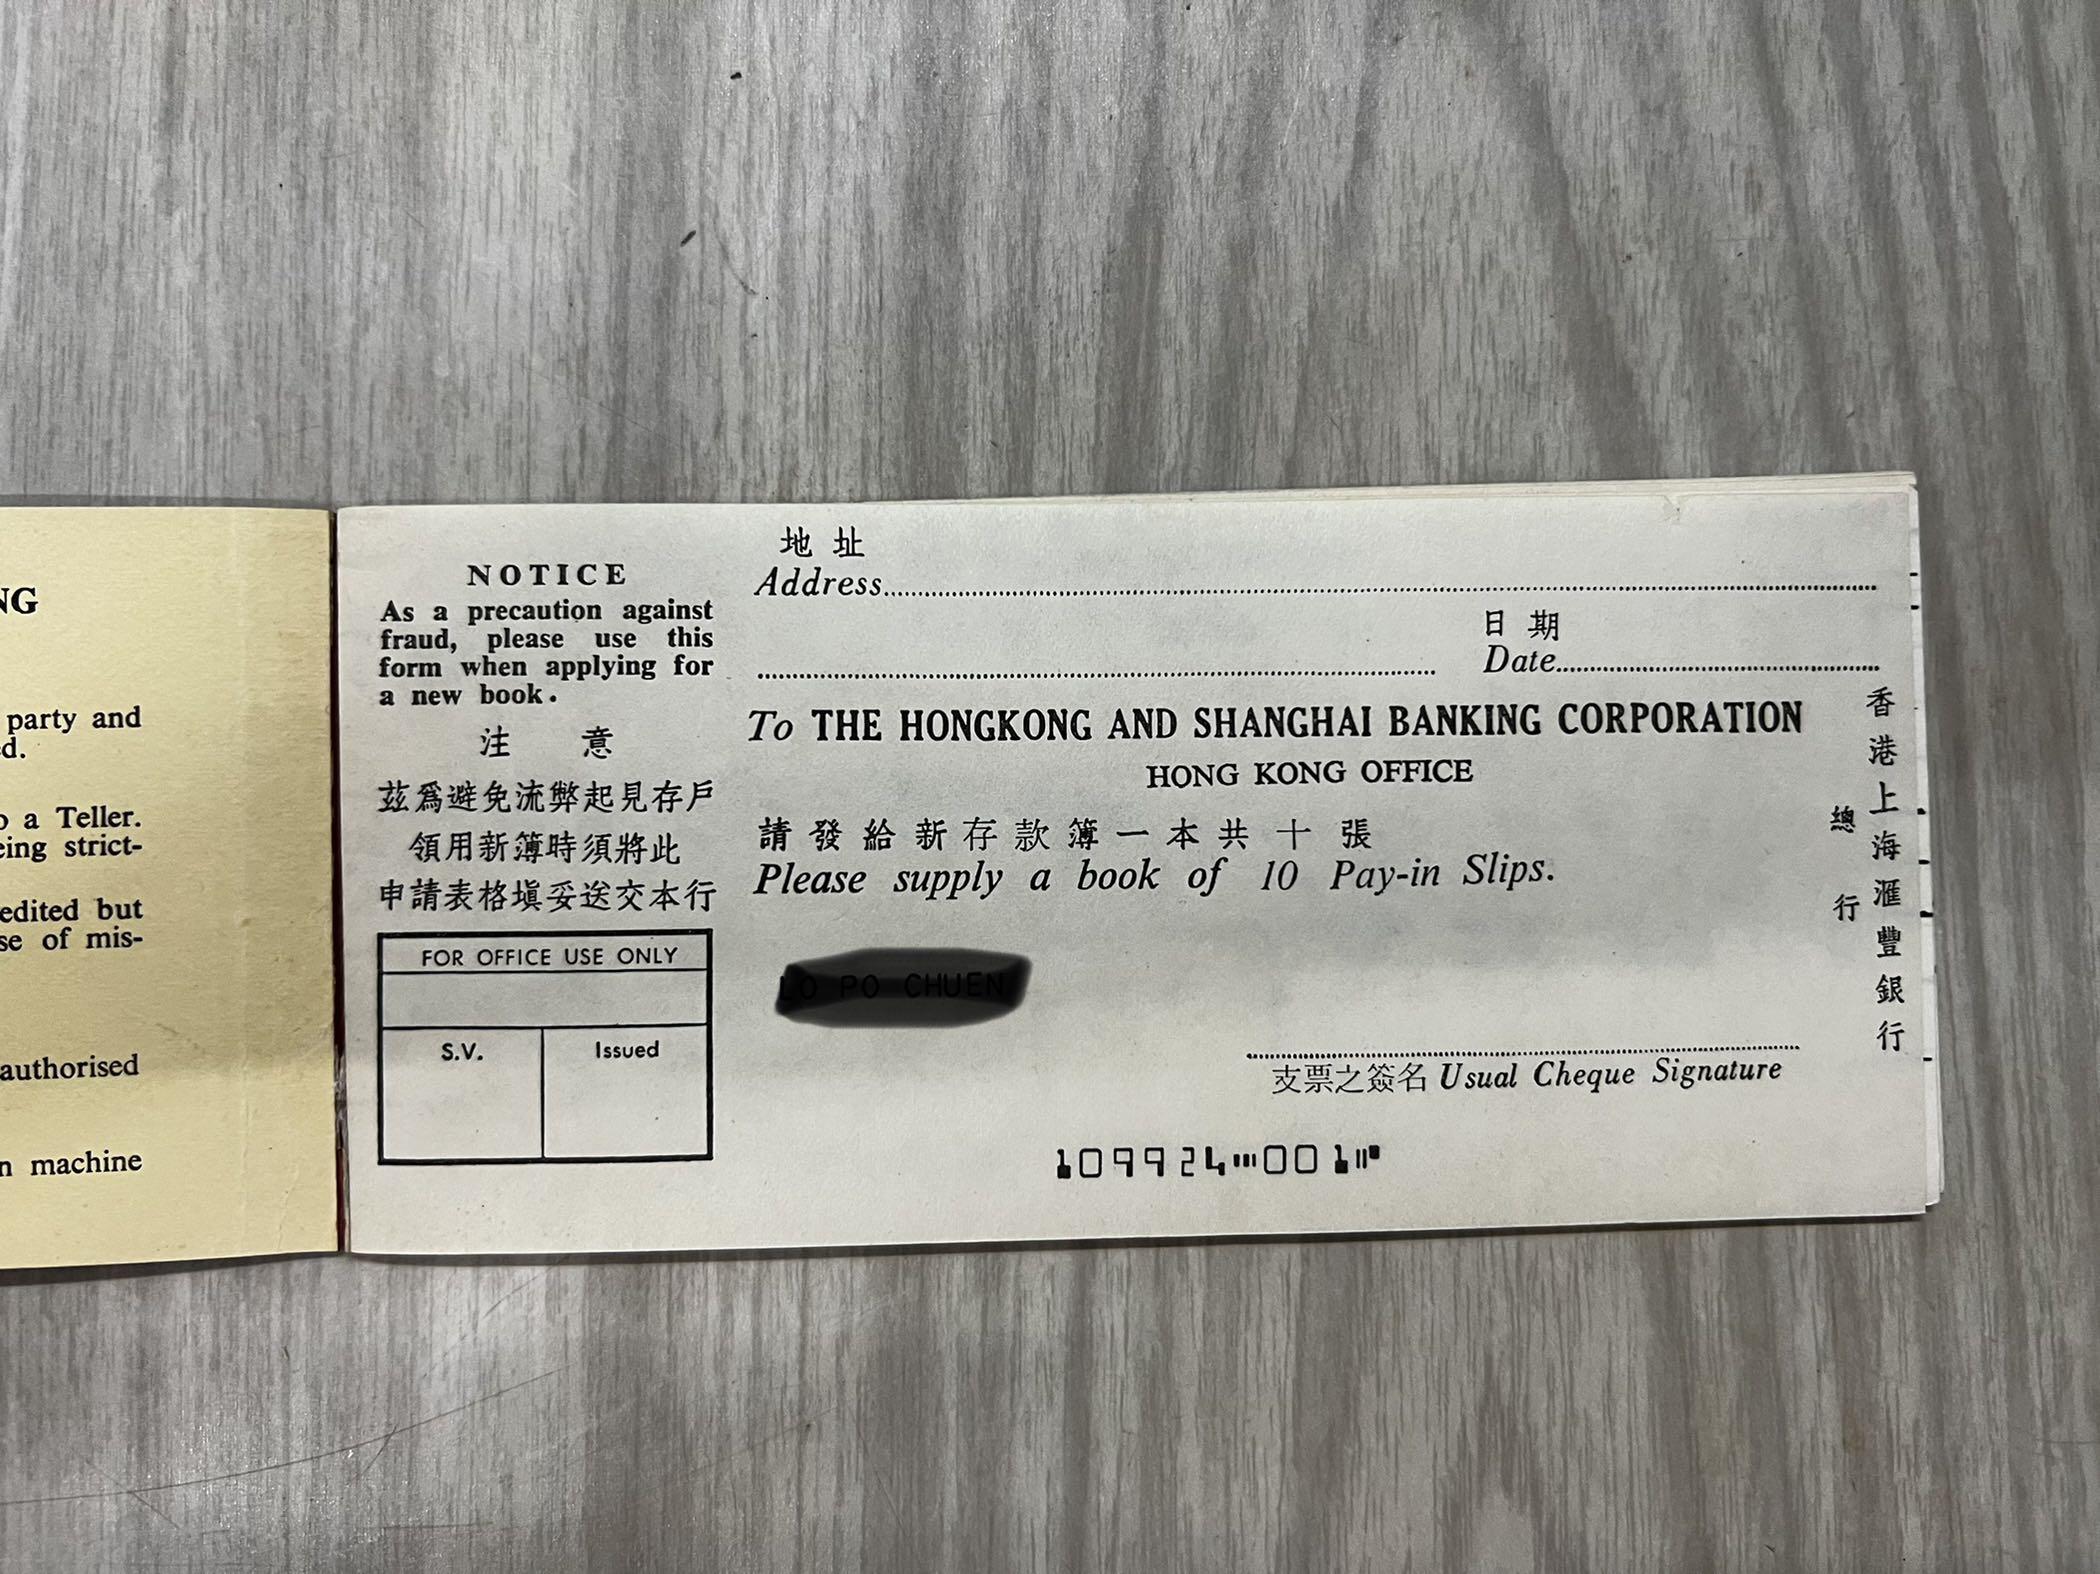 NG
party and
ed.
o a Teller.
eing strict-
edited but
se of mis-
authorised
n machine
NOTICE
As a precaution against
fraud, please use this
form when applying for
a new book.
注 意
茲爲避免流弊起見存戶
領用新簿時須將此
申請表格塡妥送交本行
FOR OFFICE USE ONLY
S.V. Issued
地址
Address
日期
Date
To THE HONGKONG AND SHANGHAI BANKING CORPORATION
HONG KONG OFFICE
請發給新存款簿一本共十張
Please supply a book of 10 Pay-in Slips.
LO PO CHUEN
支票之簽名 Usual Cheque Signature
109924⑉001⑈
香港上海滙豐銀行
總行